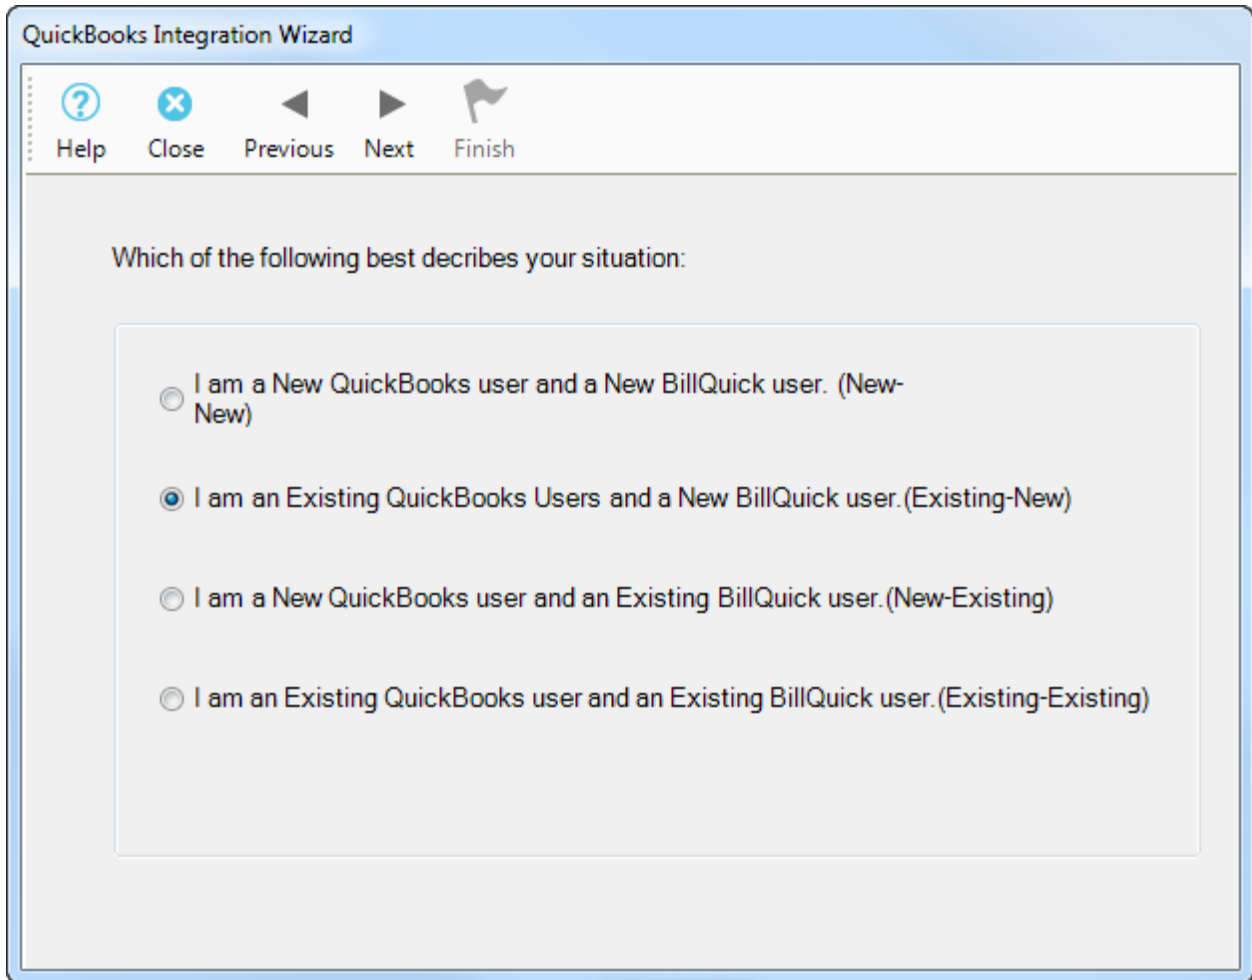 QuickBooks Integration Wizard
Help Close Previous Next Finish
Which of the following best decribes your situation:
I am a New QuickBooks user and a New BillQuick user. (New-
New)
I am an Existing QuickBooks Users and a New BillQuick user.(Existing-New)
I am a New QuickBooks user and an Existing BillQuick user.(New-Existing)
I am an Existing QuickBooks user and an Existing BillQuick user.(Existing-Existing)